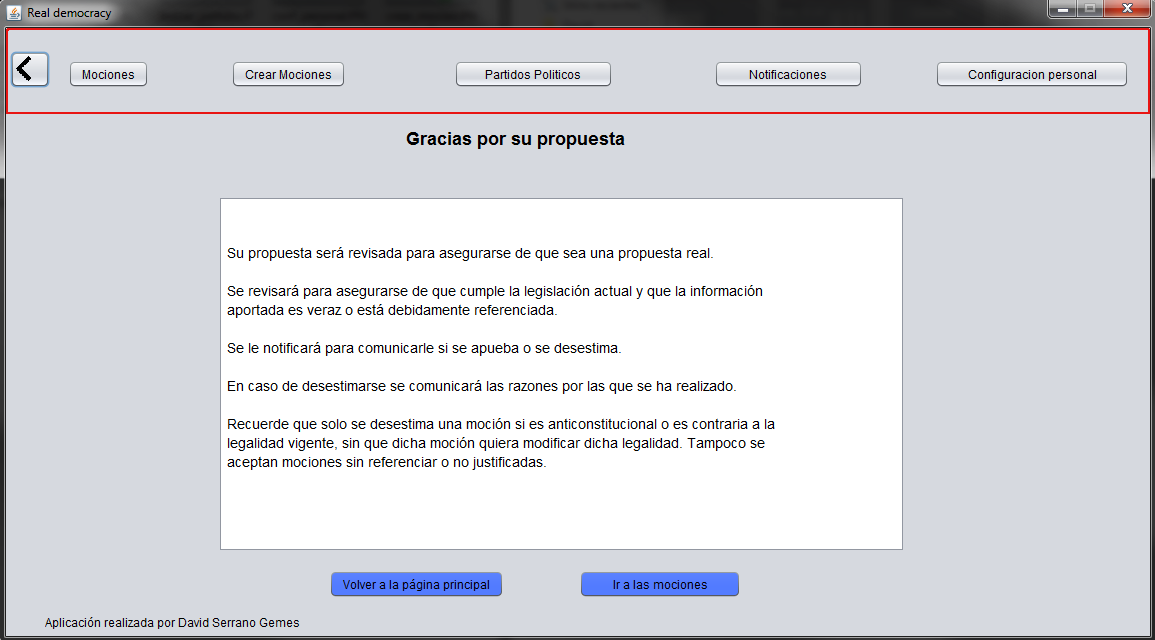 Real democracy
Mociones
Crear Mociones
Partidos Politicos
Notificaciones
Configuracion personal
Gracias por su propuesta
Su propuesta será revisada para asegurarse de que sea una propuesta real.
Se revisará para asegurarse de que cumple la legislación actual y que la información
aportada es veraz o está debidamente referenciada.
Se le notificará para comunicarle si se apueba o se desestima.
En caso de desestimarse se comunicará las razones por las que se ha realizado.
Recuerde que solo se desestima una moción si es anticonstitucional o es contraria a la
legalidad vigente, sin que dicha moción quiera modificar dicha legalidad. Tampoco se
aceptan mociones sin referenciar o no justificadas.
Volver a la página principal
Ir a las mociones
Aplicación realizada por David Serrano Gemes